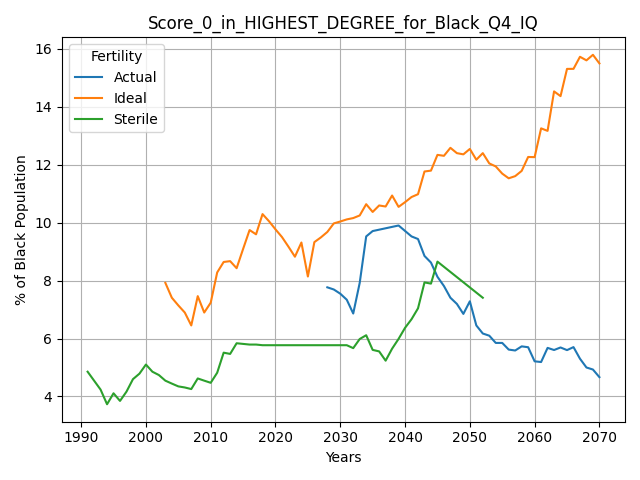 Score_0_in_HIGHEST_DEGREE_for_Black_Q4_IQ
Fertility
Actual
Ideal
Sterile
% of Black Population
16
14
12
10
8
6
4
1990 2000 2010 2020 2030 2040 2050 2060 2070
Years